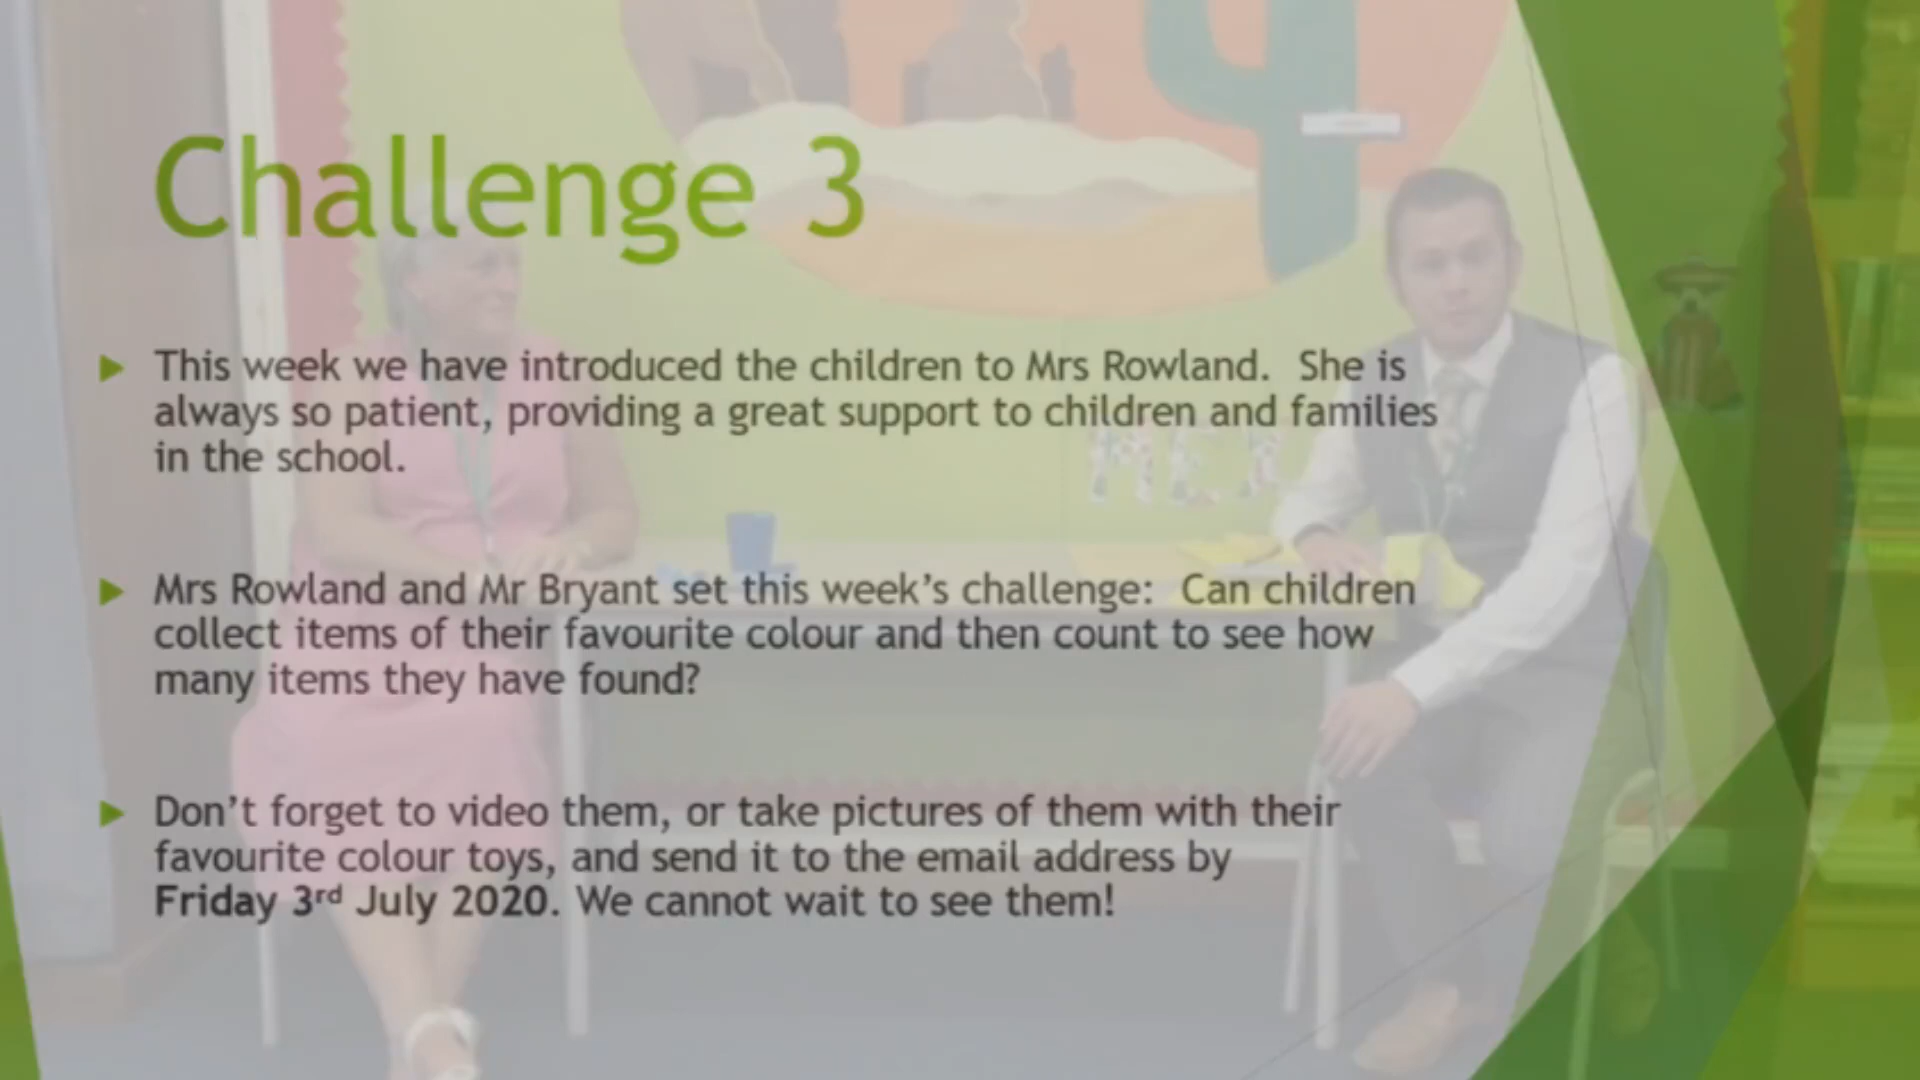 Challenge 3
This week we have introduced the children to Mrs Rowland.  She is
always so patient, providing a great support to children and families
in the school.
Mrs Rowland and Mr Bryant set this week’s challenge:  Can children
collect items of their favourite colour and then count to see how
many items they have found?
Don’t forget to video them, or take pictures of them with their
favourite colour toys, and send it to the email address by
Friday 3rd July 2020. We cannot wait to see them!
MEX